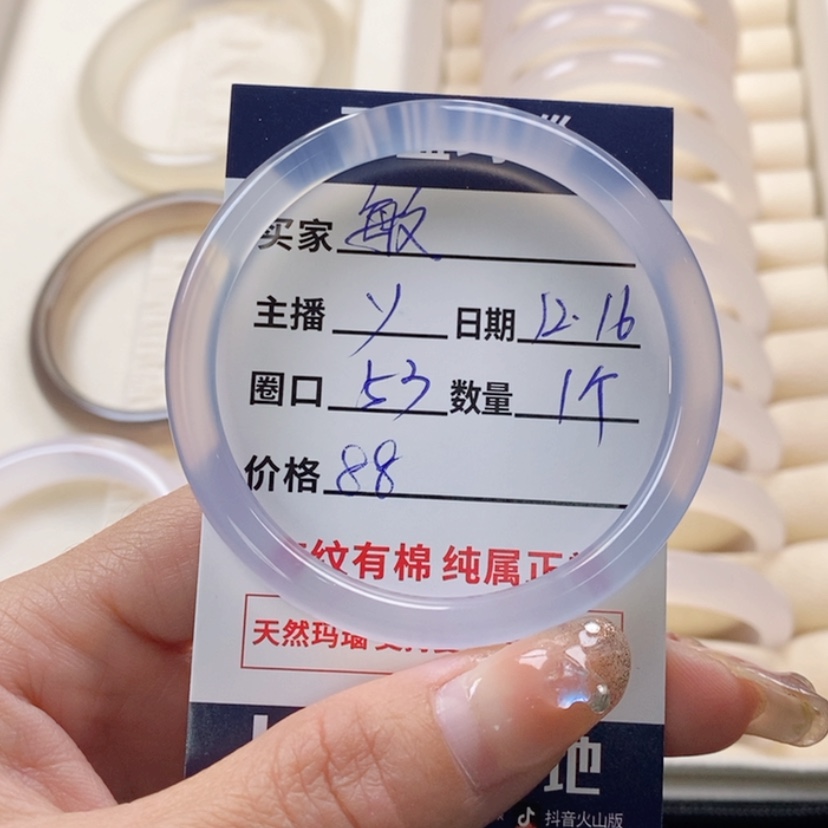 买家 敏
主播 y 日期 12.16
圈口 53 数量 1个
价格 88
纹有棉 纯属正
天然玛瑙
地
抖音火山版